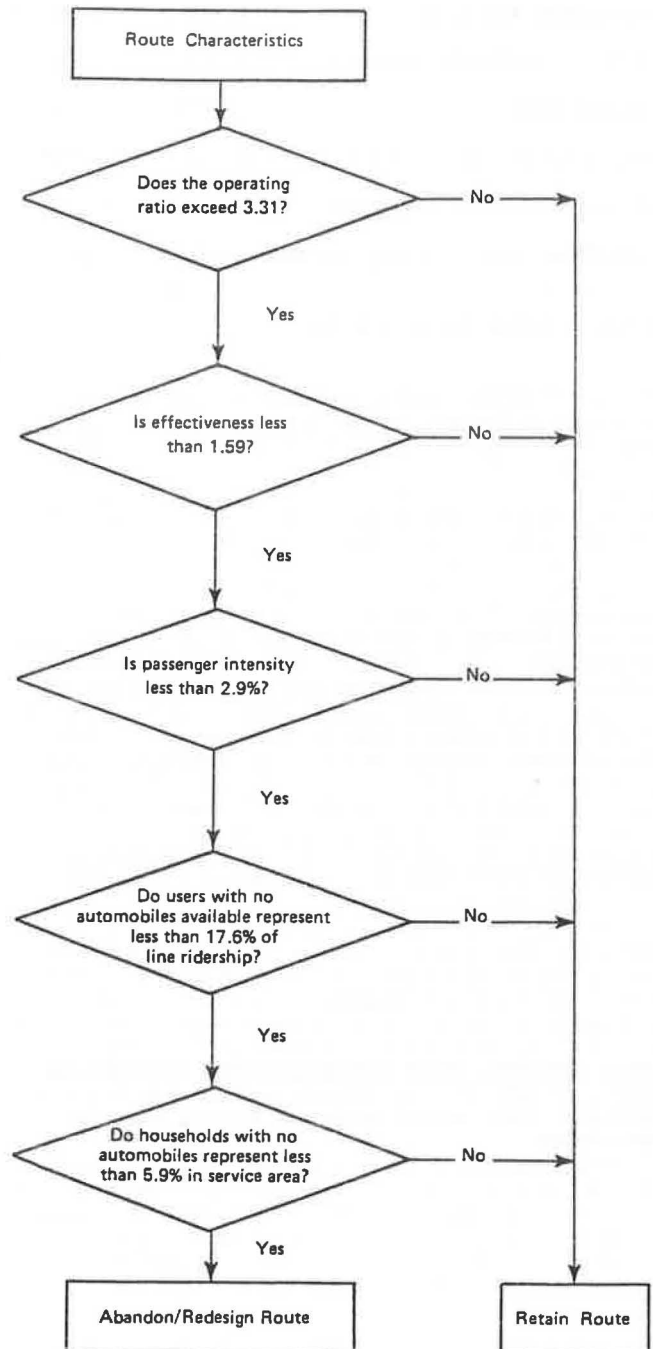 Route Characteristics
Does the operating
ratio exceed 3.31?
No
Yes
Is effectiveness less
than 1.59?
No
Yes
Is passenger intensity
less than 2.9%?
No
Yes
Do users with no
automobiles available represent
less than 17.6% of
line ridership?
No
Yes
Do households with no
automobiles represent less
than 5.9% in service area?
No
Yes
Abandon/Redesign Route
Retain Route